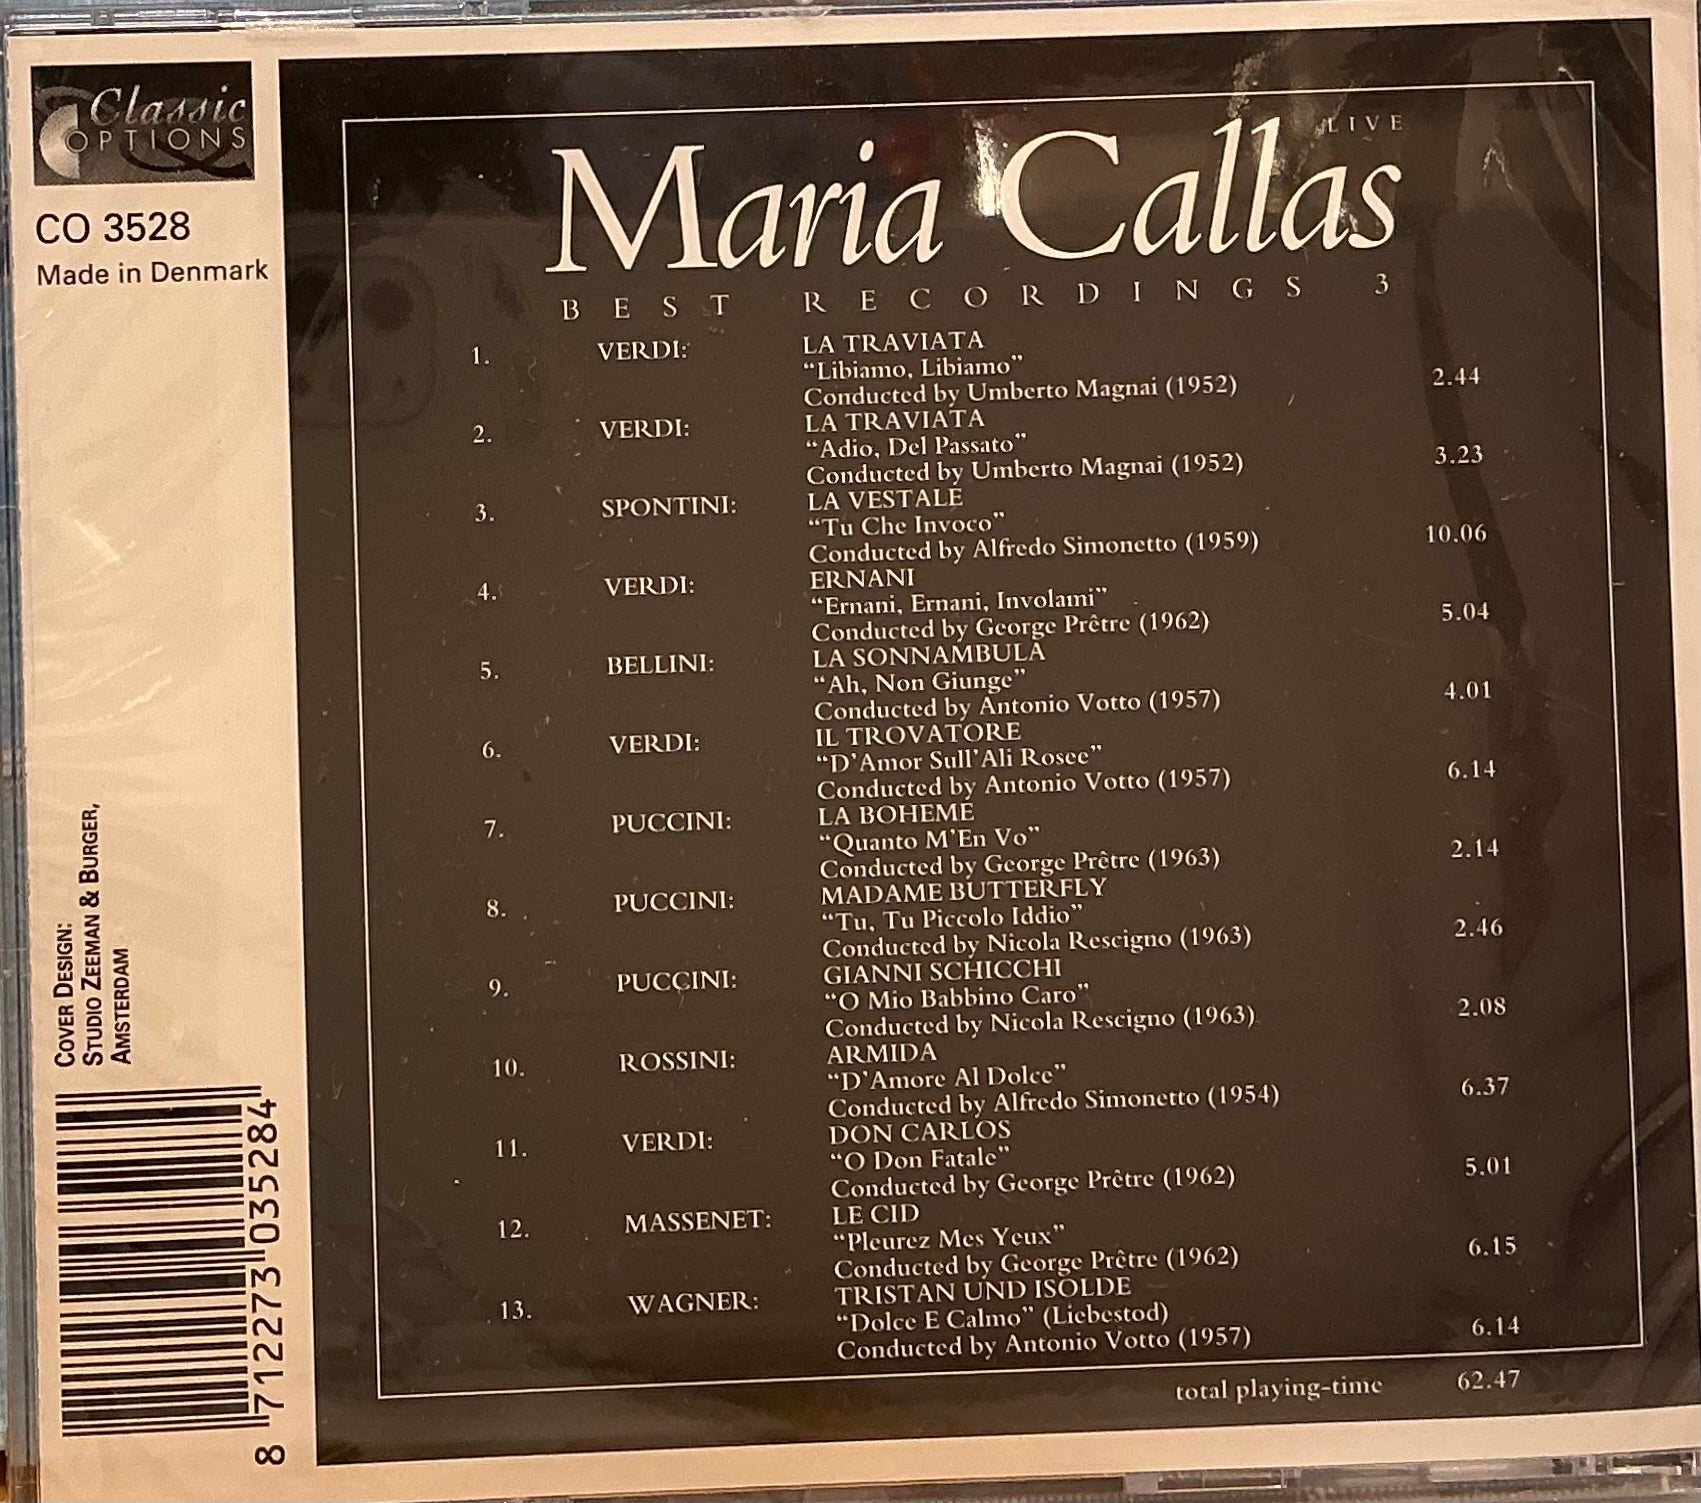 Classic
OPTIONS
CO 3528
Made in Denmark
COVER DESIGN:
STUDIO ZEEMAN & BURGER,
AMSTERDAM
8 712273 035284
LIVE
Maria Callas
BEST RECORDINGS 3
1. VERDI: LA TRAVIATA
"Libiamo, Libiamo"
Conducted by Umberto Magnai (1952) 2.44
2. VERDI: LA TRAVIATA
"Adio, Del Passato"
Conducted by Umberto Magnai (1952) 3.23
3. SPONTINI: LA VESTALE
"Tu Che Invoco"
Conducted by Alfredo Simonetto (1959) 10.06
4. VERDI: ERNANI
"Ernani, Ernani, Involami"
Conducted by George Prêtre (1962) 5.04
5. BELLINI: LA SONNAMBULA
"Ah, Non Giunge"
Conducted by Antonio Votto (1957) 4.01
6. VERDI: IL TROVATORE
"D'Amor Sull'Ali Rosee"
Conducted by Antonio Votto (1957) 6.14
7. PUCCINI: LA BOHEME
"Quanto M'En Vo"
Conducted by George Prêtre (1963) 2.14
8. PUCCINI: MADAME BUTTERFLY
"Tu, Tu Piccolo Iddio"
Conducted by Nicola Rescigno (1963) 2.46
9. PUCCINI: GIANNI SCHICCHI
"O Mio Babbino Caro"
Conducted by Nicola Rescigno (1963) 2.08
10. ROSSINI: ARMIDA
"D'Amore Al Dolce"
Conducted by Alfredo Simonetto (1954) 6.37
11. VERDI: DON CARLOS
"O Don Fatale"
Conducted by George Prêtre (1962) 5.01
12. MASSENET: LE CID
"Pleurez Mes Yeux"
Conducted by George Prêtre (1962) 6.15
13. WAGNER: TRISTAN UND ISOLDE
"Dolce E Calmo" (Liebestod)
Conducted by Antonio Votto (1957) 6.14
total playing-time 62.47